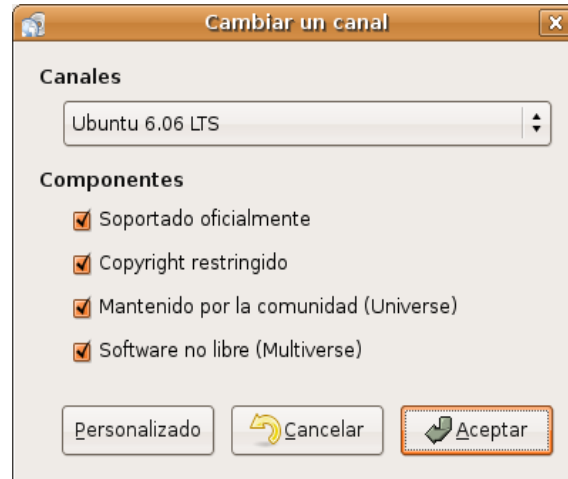 Cambiar un canal
Canales
Ubuntu 6.06 LTS
Componentes
Soportado oficialmente
Copyright restringido
Mantenido por la comunidad (Universe)
Software no libre (Multiverse)
Personalizado Cancelar Aceptar